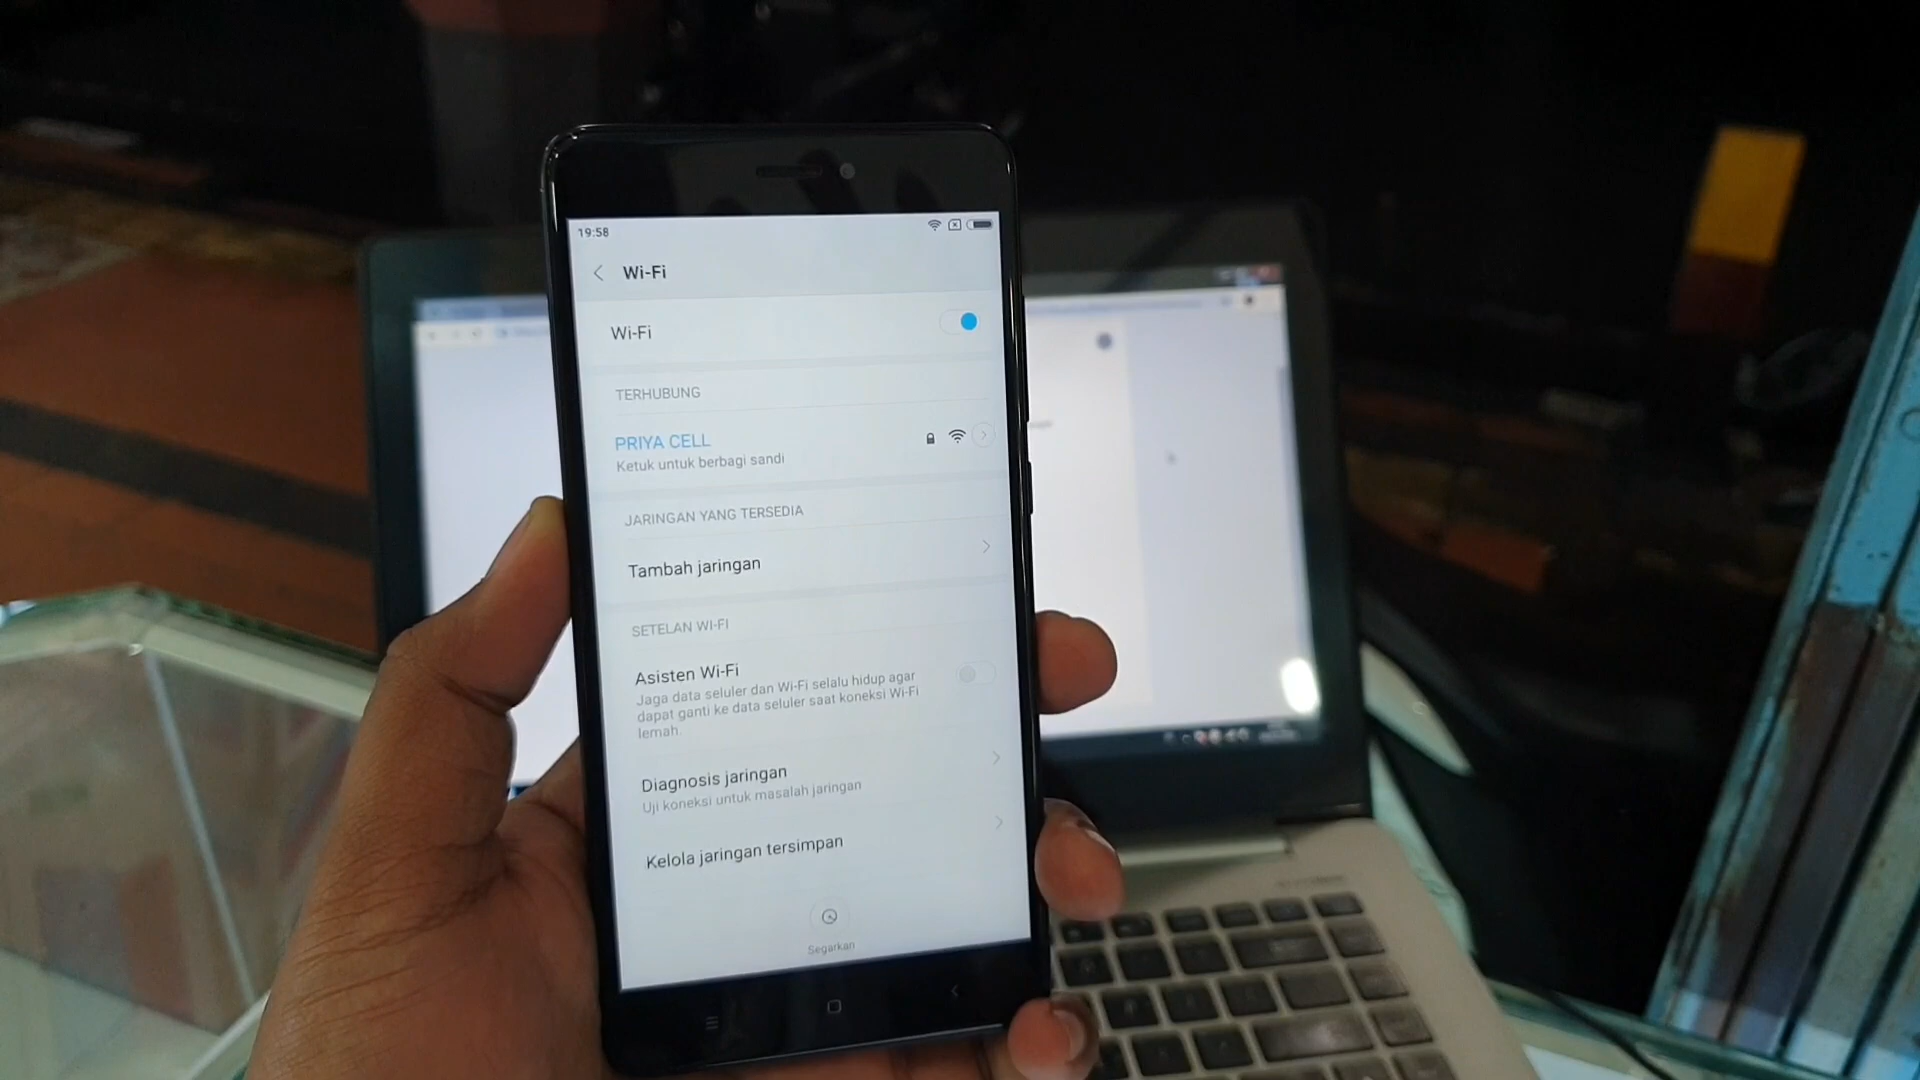 19:58
Wi-Fi
Wi-Fi
TERHUBUNG
PRIYA CELL
Ketuk untuk berbagi sandi
JARINGAN YANG TERSEDIA
Tambah jaringan
SETELAN WI-FI
Asisten Wi-Fi
Jaga data seluler dan Wi-Fi selalu hidup agar
dapat ganti ke data seluler saat koneksi Wi-Fi
lemah.
Diagnosis jaringan
Uji koneksi untuk masalah jaringan
Kelola jaringan tersimpan
Segarkan